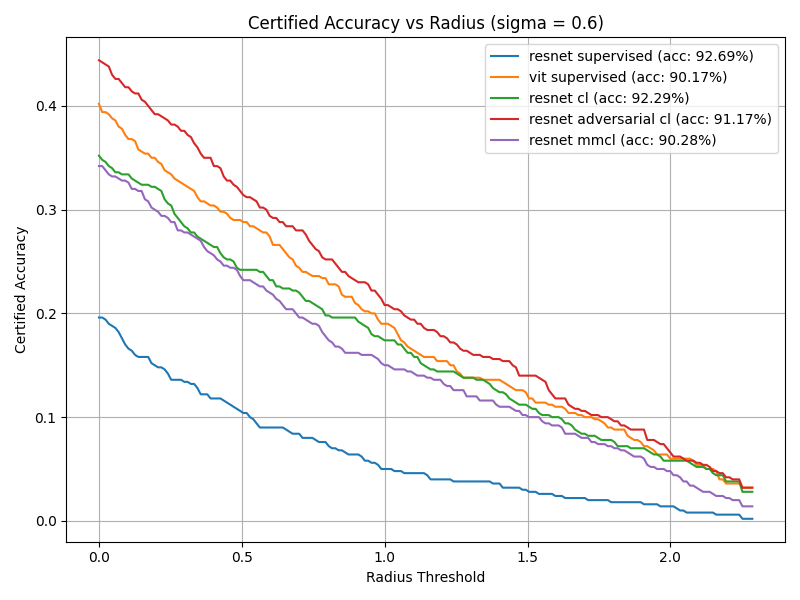 Certified Accuracy vs Radius (sigma = 0.6)
resnet supervised (acc: 92.69%)
vit supervised (acc: 90.17%)
resnet cl (acc: 92.29%)
resnet adversarial cl (acc: 91.17%)
resnet mmcl (acc: 90.28%)
Certified Accuracy
0.4
0.3
0.2
0.1
0.0
0.0
0.5
1.0
1.5
2.0
Radius Threshold